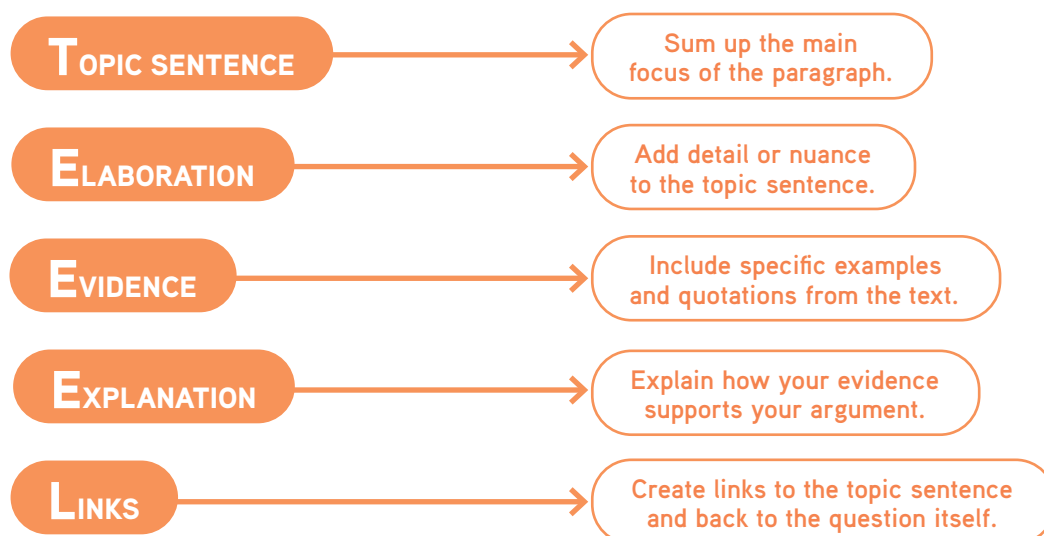 TOPIC SENTENCE
Sum up the main
focus of the paragraph.
ELABORATION
Add detail or nuance
to the topic sentence.
EVIDENCE
Include specific examples
and quotations from the text.
EXPLANATION
Explain how your evidence
supports your argument.
LINKS
Create links to the topic sentence
and back to the question itself.